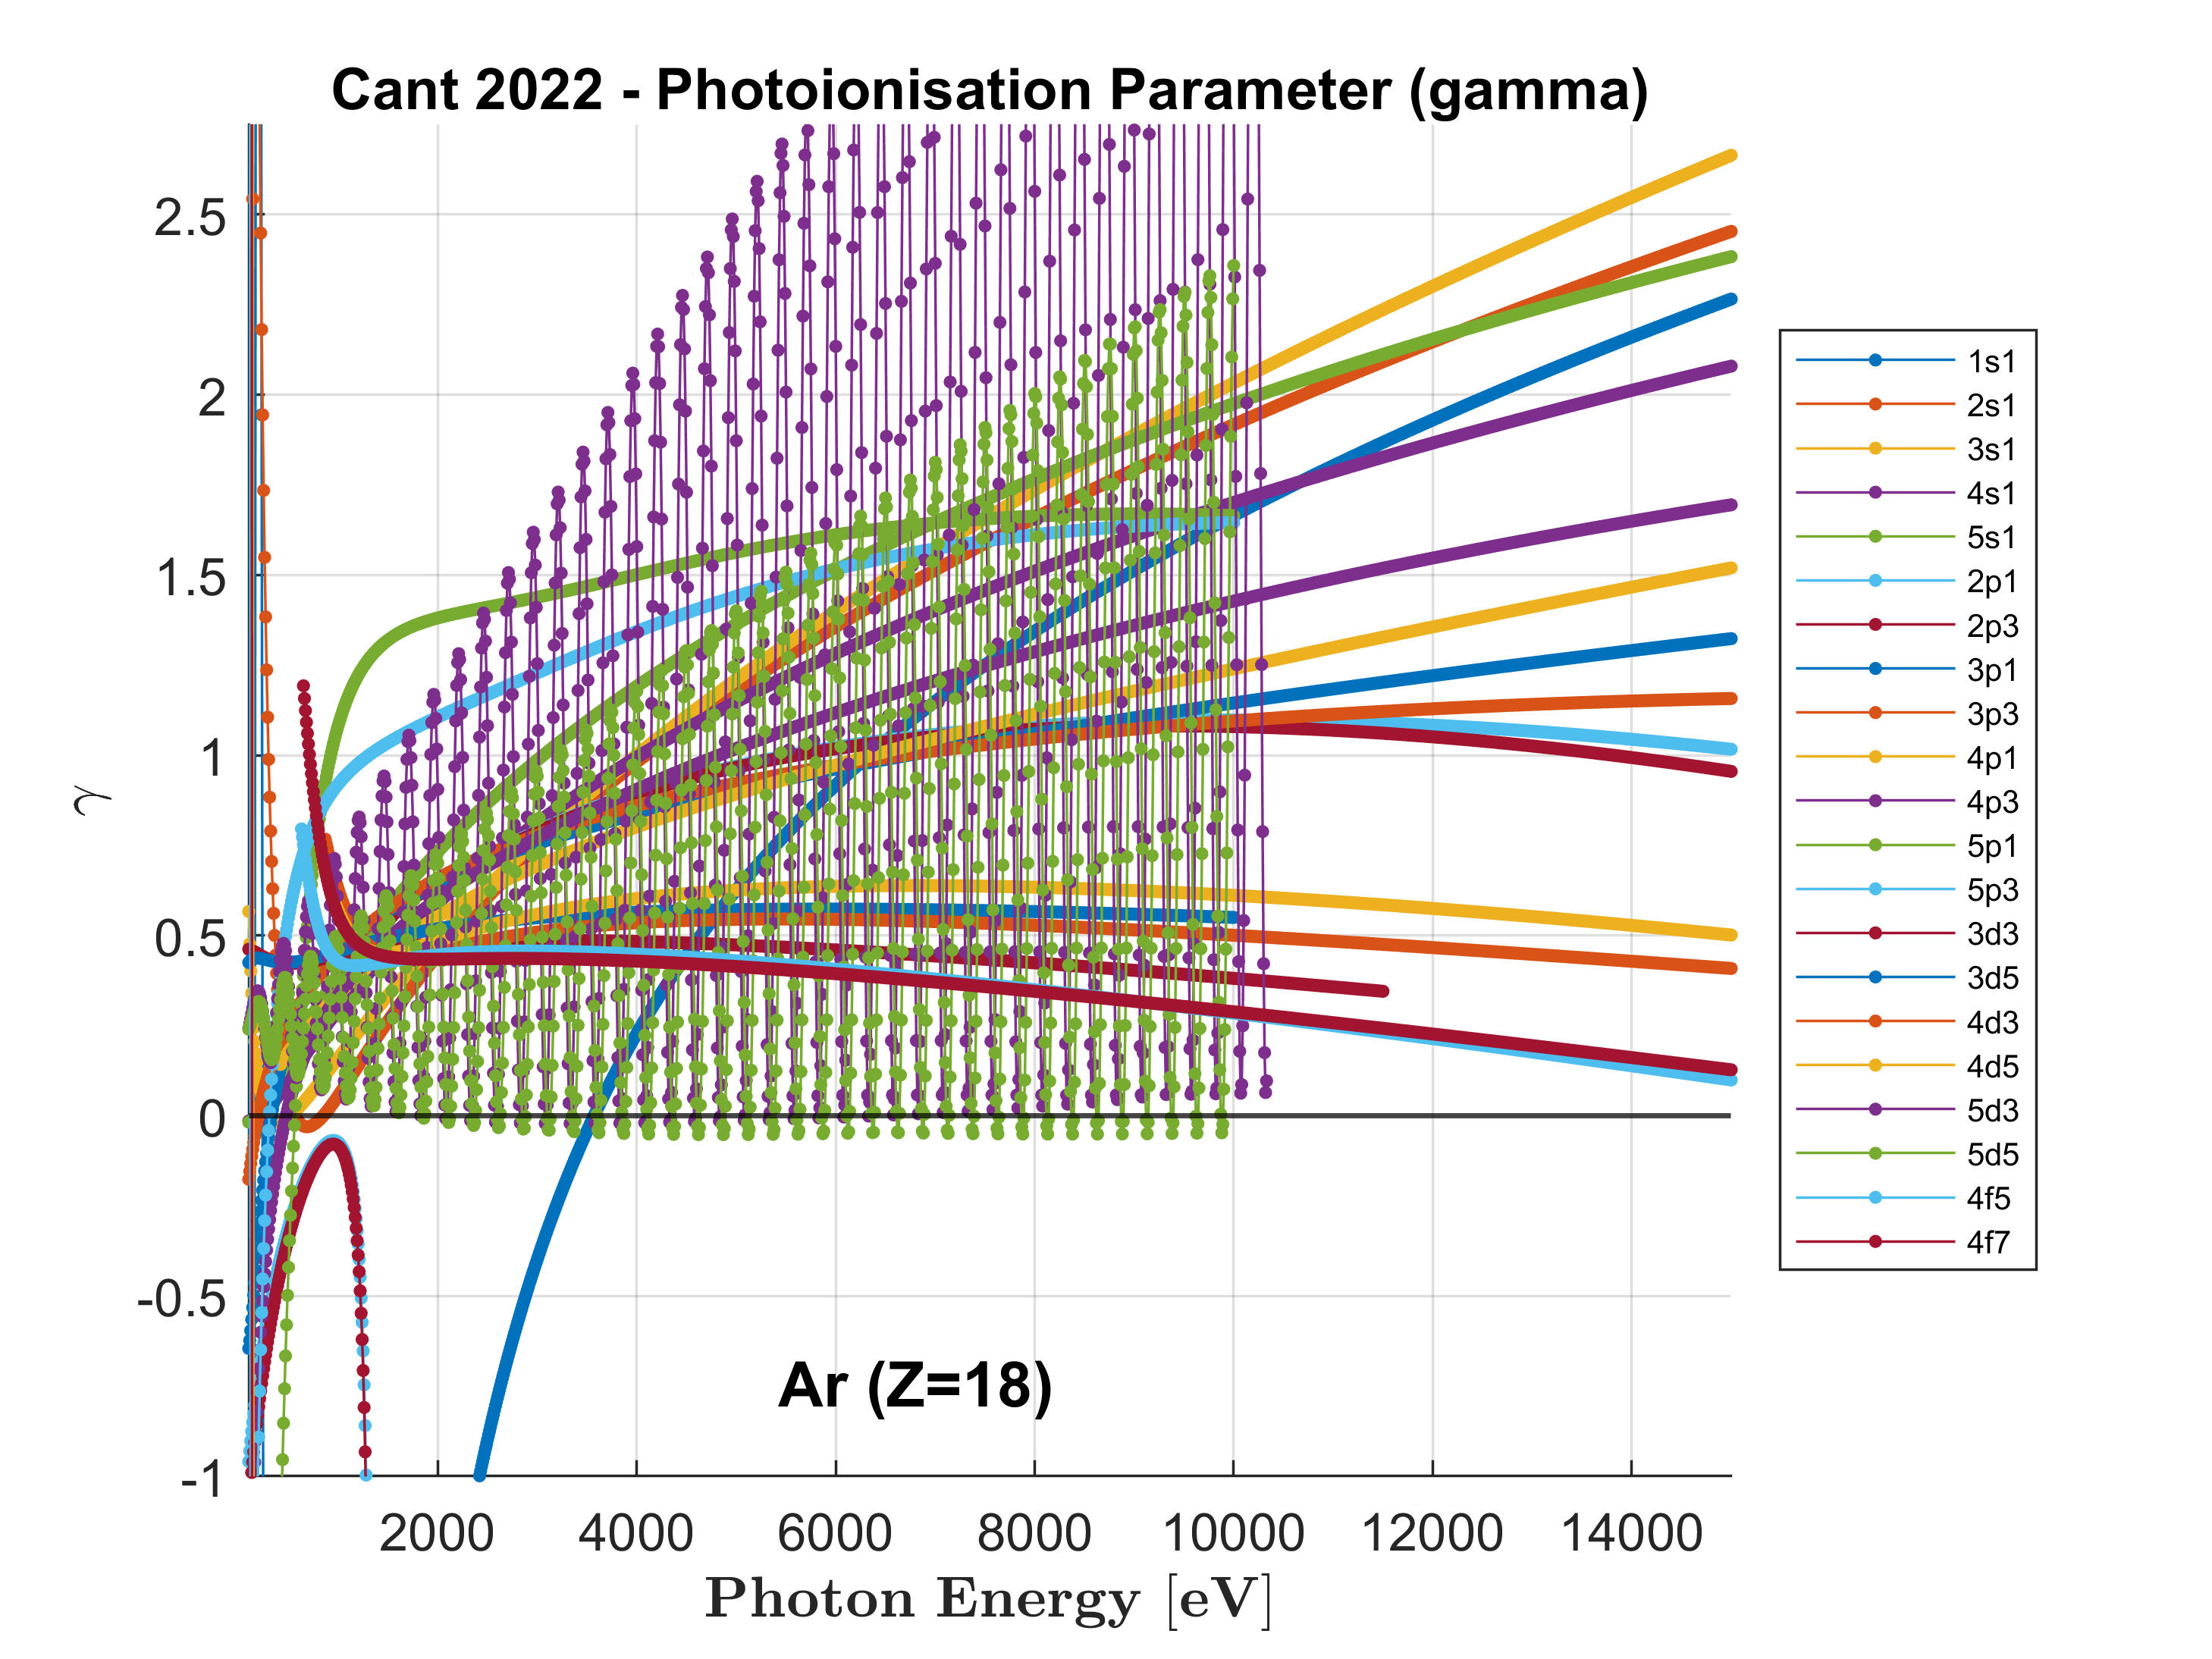 Cant 2022 - Photoionisation Parameter (gamma)
2.5
2
1.5
1
0.5
0
-0.5
-1
γ
Ar (Z=18)
2000 4000 6000 8000 10000 12000 14000
Photon Energy [eV]
1s1
2s1
3s1
4s1
5s1
2p1
2p3
3p1
3p3
4p1
4p3
5p1
5p3
3d3
3d5
4d3
4d5
5d3
5d5
4f5
4f7